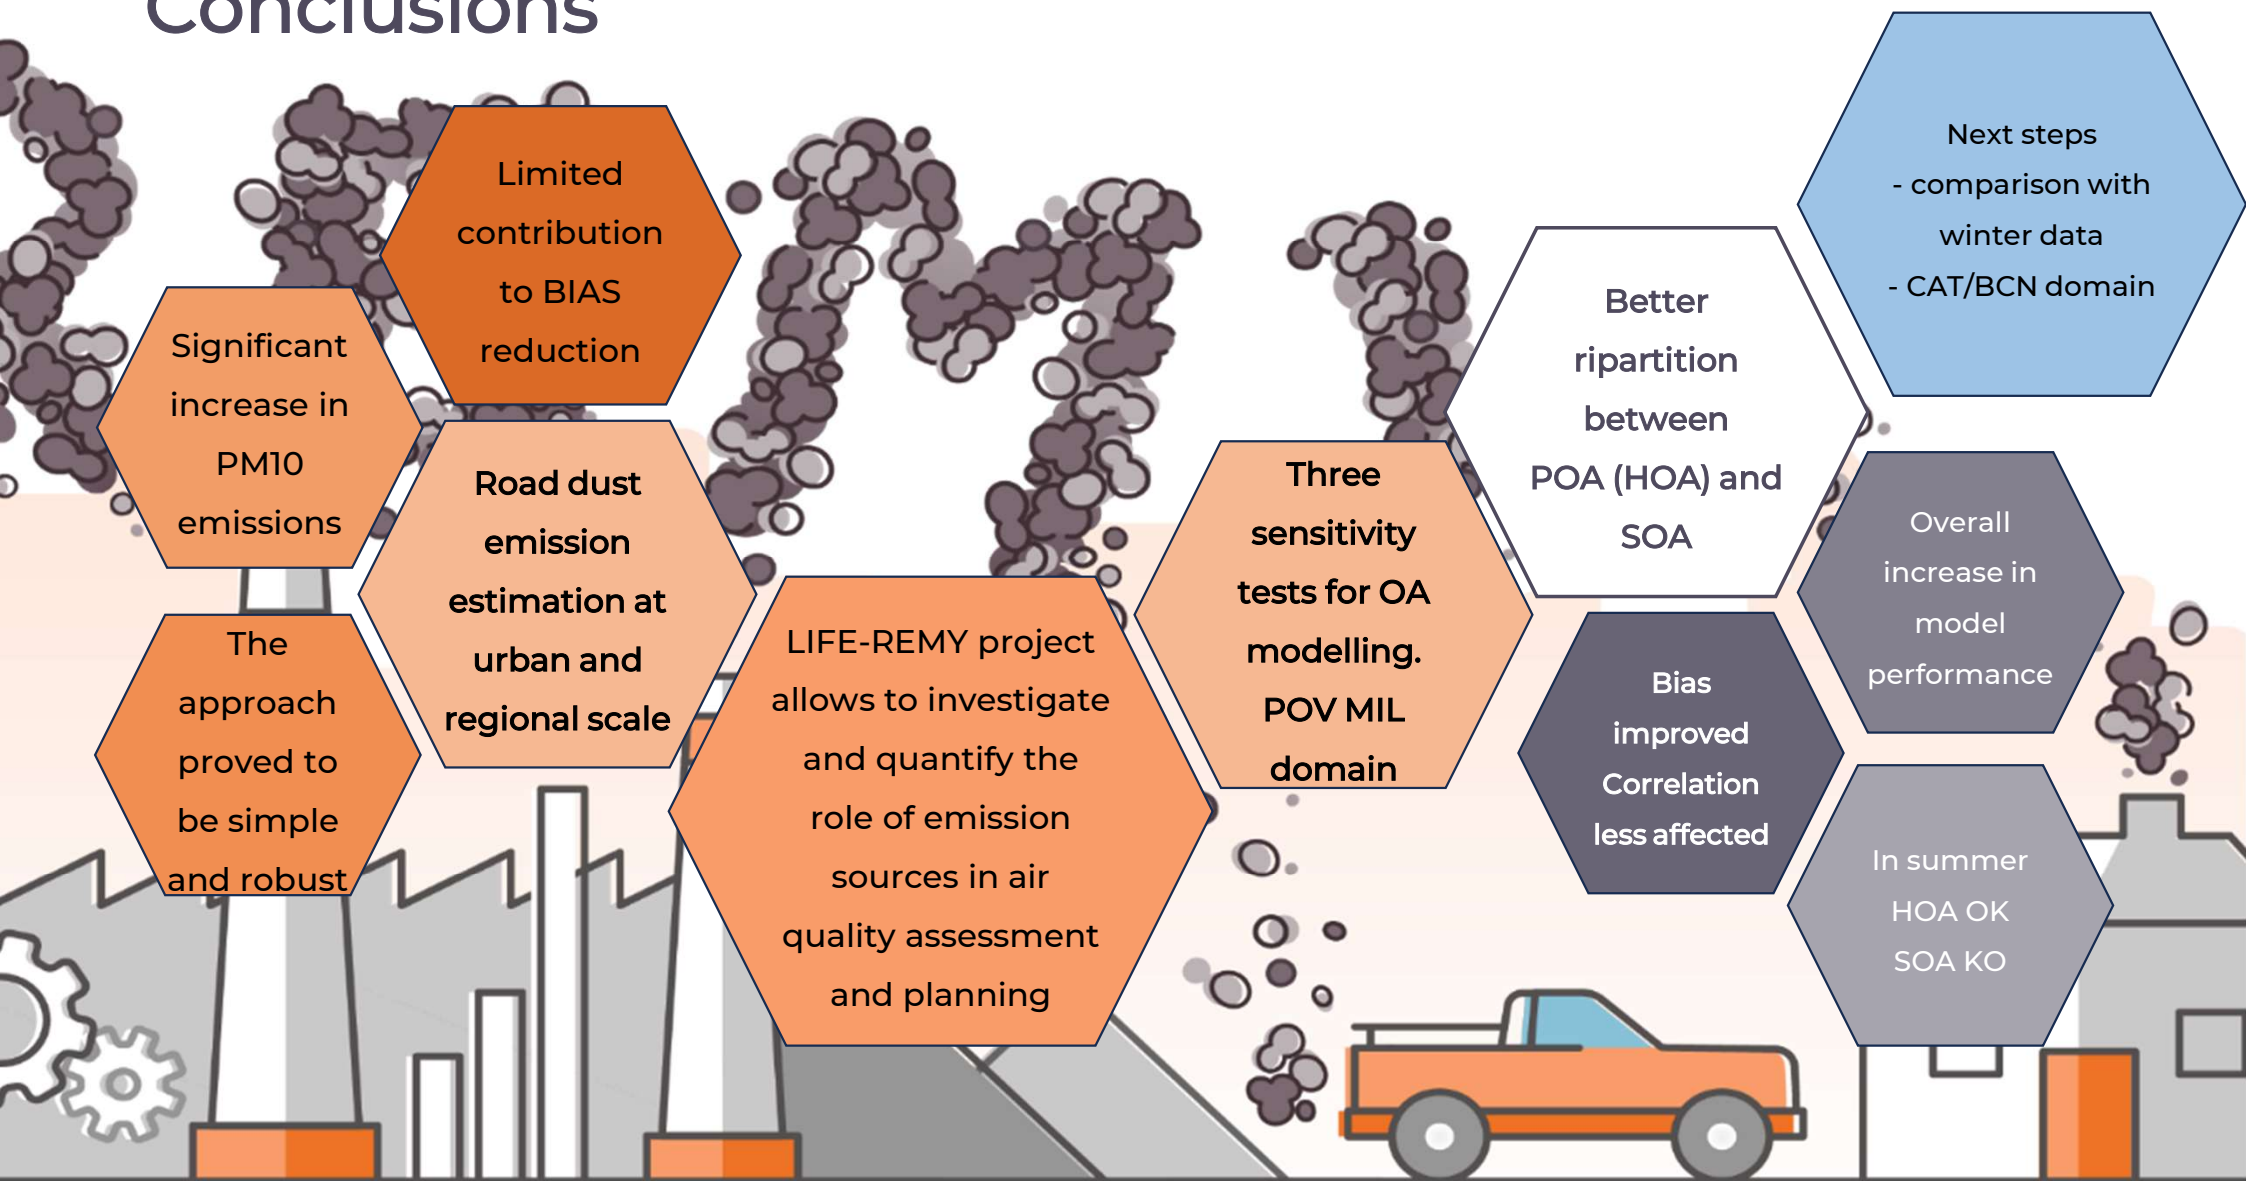 Conclusions
Limited
contribution
to BIAS
reduction
Significant
increase in
PM10
emissions
Road dust
emission
estimation at
urban and
regional scale
The
approach
proved to
be simple
and robust
LIFE-REMY project
allows to investigate
and quantify the
role of emission
sources in air
quality assessment
and planning
Three
sensitivity
tests for OA
modelling.
POV MIL
domain
Better
ripartition
between
POA (HOA) and
SOA
Next steps
- comparison with
winter data
- CAT/BCN domain
Overall
increase in
model
performance
Bias
improved
Correlation
less affected
In summer
HOA OK
SOA KO